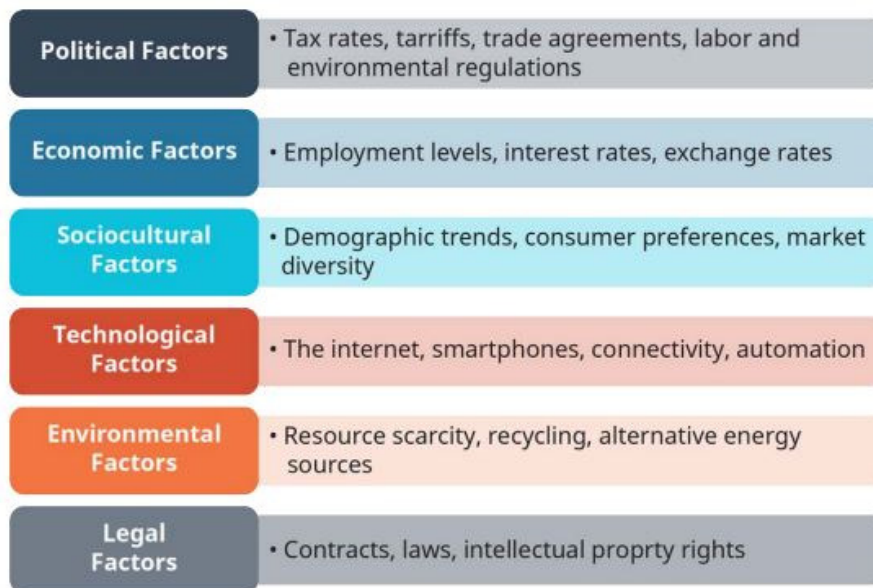 Political Factors
• Tax rates, tarriffs, trade agreements, labor and
environmental regulations
Economic Factors
• Employment levels, interest rates, exchange rates
Sociocultural
Factors
• Demographic trends, consumer preferences, market
diversity
Technological
Factors
• The internet, smartphones, connectivity, automation
Environmental
Factors
• Resource scarcity, recycling, alternative energy
sources
Legal
Factors
• Contracts, laws, intellectual proprty rights